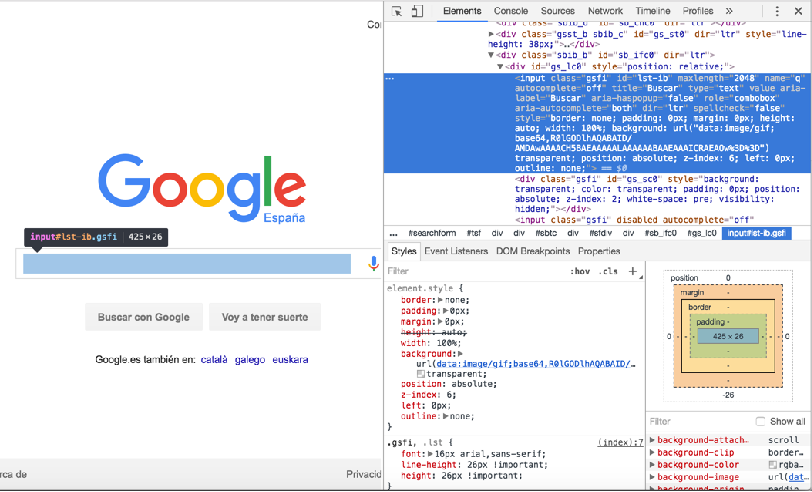 Elements Console Sources Network Timeline Profiles »
<div class="sbib_b" id="sb_chc0" dir="ltr"></div>
▶<div class="gsst_b sbib_c" id="gs_st0" dir="ltr" style="line-
height: 38px;">…</div>
▼<div class="sbib_b" id="sb_ifc0" dir="ltr">
▼<div id="gs_lc0" style="position: relative;">
<input class="gsfi" id="lst-ib" maxlength="2048" name="q"
autocomplete="off" title="Buscar" type="text" value aria-
label="Buscar" aria-haspopup="false" role="combobox"
aria-autocomplete="both" dir="ltr" spellcheck="false"
style="border: none; padding: 0px; margin: 0px; height:
auto; width: 100%; background: url("data:image/gif;
base64,R0lGODlhAQABAID/
AMDAwAAAACH5BAEAAAAALAAAAAABAAEAAAICRAEAOw%3D%3D")
transparent; position: absolute; z-index: 6; left: 0px;
outline: none;"> == $0
<div class="gsfi" id="gs_sc0" style="background:
transparent; color: transparent; padding: 0px; position:
absolute; z-index: 2; white-space: pre; visibility:
hidden;"></div>
<input class="gsfi" disabled autocomplete="off"
... #searchform #tsf div div #sbtc div #sfdiv div #sb_ifc0 #gs_lc0 input#lst-ib.gsfi
Styles Event Listeners DOM Breakpoints Properties
Filter :hov .cls +
element.style {
border:▶none;
padding:▶0px;
margin:▶0px;
height: auto;
width: 100%;
background:▶
url(data:image/gif;base64,R0lGODlhAQABAID/…
transparent;
position: absolute;
z-index: 6;
left: 0px;
outline:▶none;
}
.gsfi, .lst { (index):7
font:▶16px arial,sans-serif;
line-height: 26px !important;
height: 26px !important;
}
position 0
margin -
border -
padding -
0 - - - 425 × 26 - - - 0
-
-
-
-26
Filter Show all
▶background-attach… scroll
▶background-clip border…
▶background-color rgba…
▶background-image url(dat…
Google
España
input#lst-ib.gsfi 425 × 26
Buscar con Google Voy a tener suerte
Google.es también en: català galego euskara
rca de Privacid